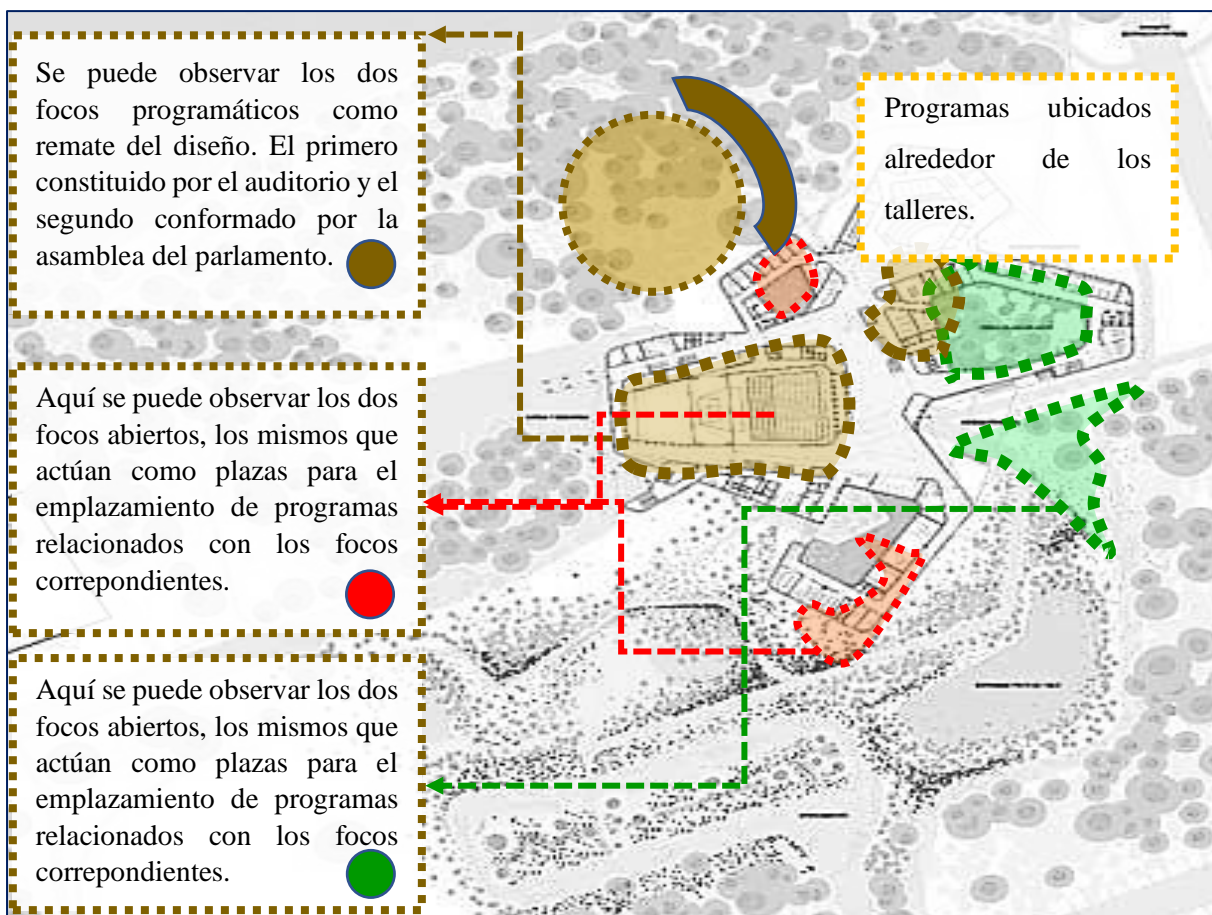 Se puede observar los dos
focos programáticos como
remate del diseño. El primero
constituido por el auditorio y el
segundo conformado por la
asamblea del parlamento.
Programas ubicados
alrededor de los
talleres.
Aquí se puede observar los dos
focos abiertos, los mismos que
actúan como plazas para el
emplazamiento de programas
relacionados con los focos
correpondientes.
Aquí se puede observar los dos
focos abiertos, los mismos que
actúan como plazas para el
emplazamiento de programas
relacionados con los focos
correpondientes.